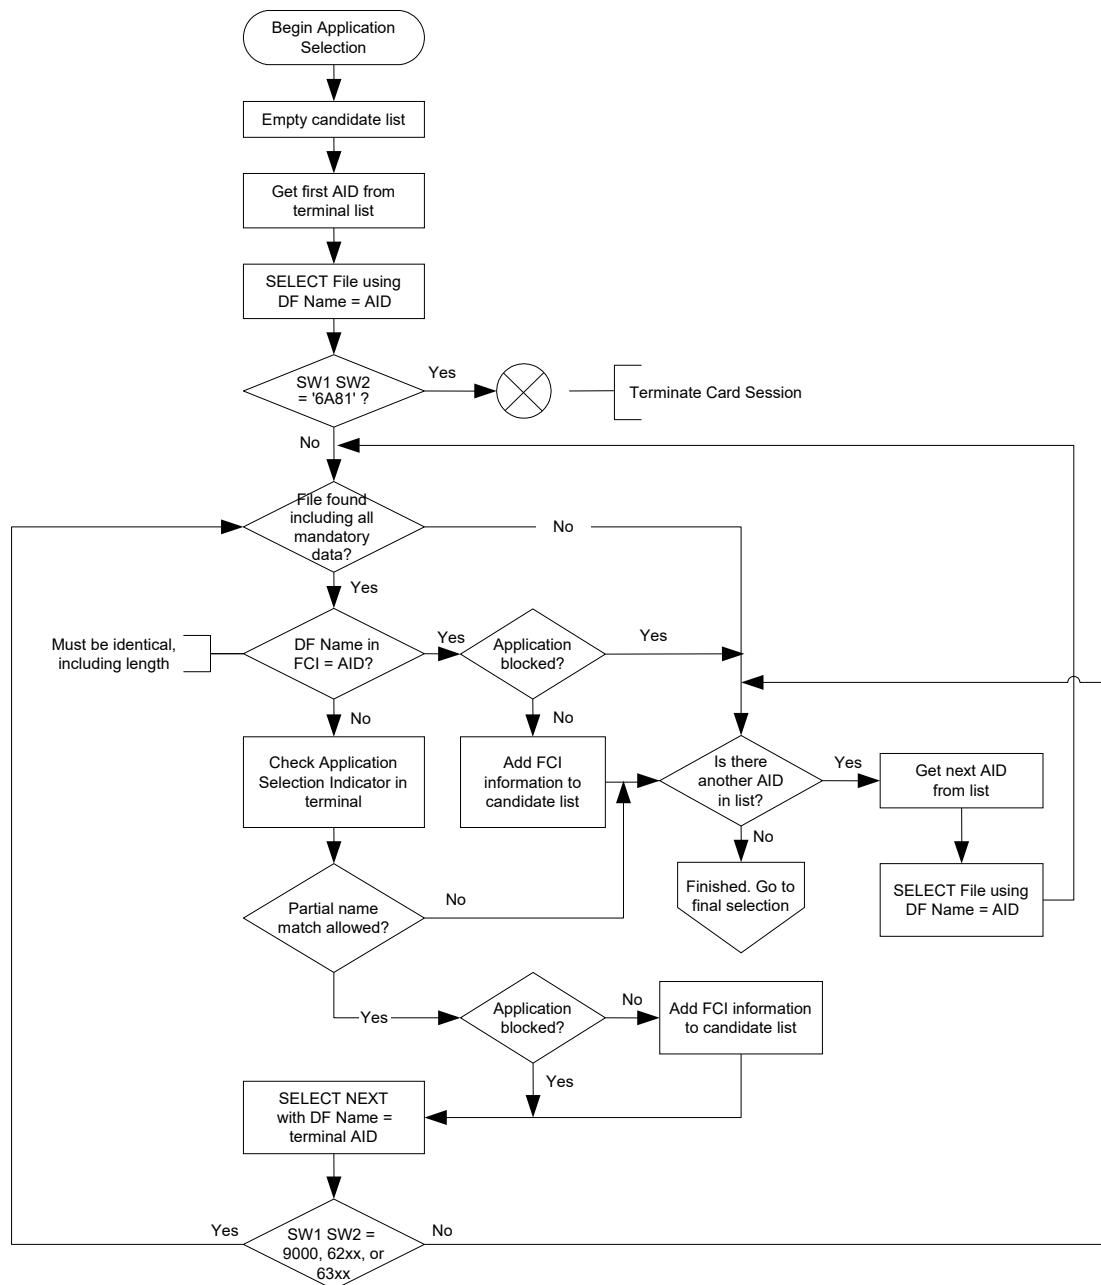 Begin Application
Selection
Empty candidate list
Get first AID from
terminal list
SELECT File using
DF Name = AID
SW1 SW2
= '6A81' ?
Yes
Terminate Card Session
No
File found
including all
mandatory
data?
No
Yes
Must be identical,
including length
DF Name in
FCI = AID?
Yes
Application
blocked?
Yes
No
No
Check Application
Selection Indicator in
terminal
Add FCI
information to
candidate list
Is there
another AID
in list?
Yes
Get next AID
from list
No
Partial name
match allowed?
No
Finished. Go to
final selection
SELECT File using
DF Name = AID
Yes
Application
blocked?
No
Add FCI information
to candidate list
Yes
SELECT NEXT
with DF Name =
terminal AID
Yes
SW1 SW2 =
9000, 62xx, or
63xx
No